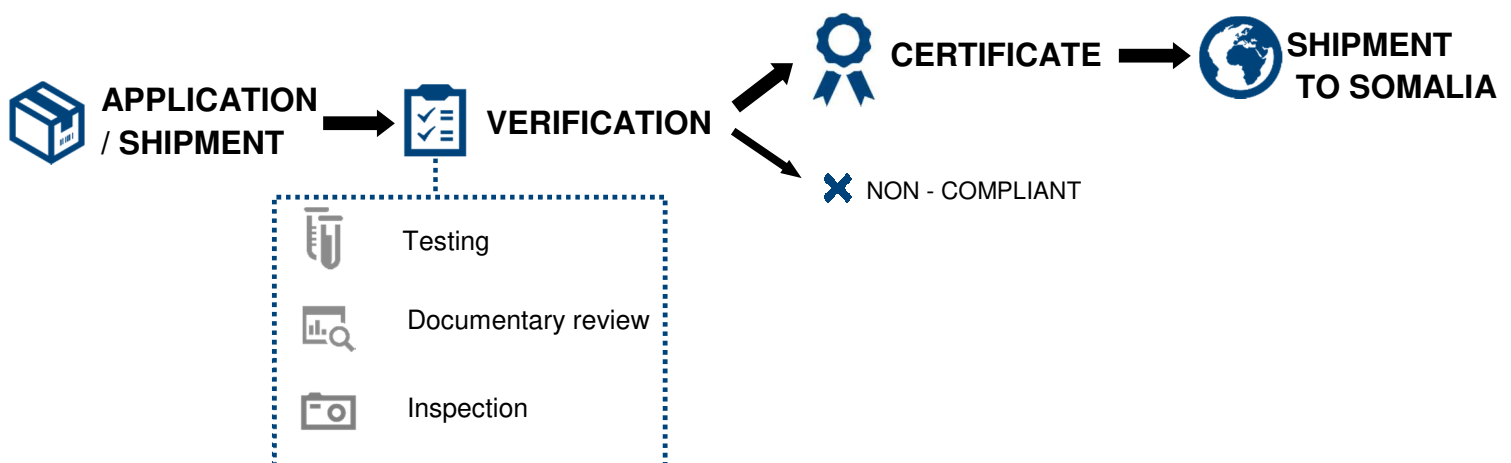 APPLICATION
/ SHIPMENT
VERIFICATION
CERTIFICATE
SHIPMENT
TO SOMALIA
NON - COMPLIANT
Testing
Documentary review
Inspection